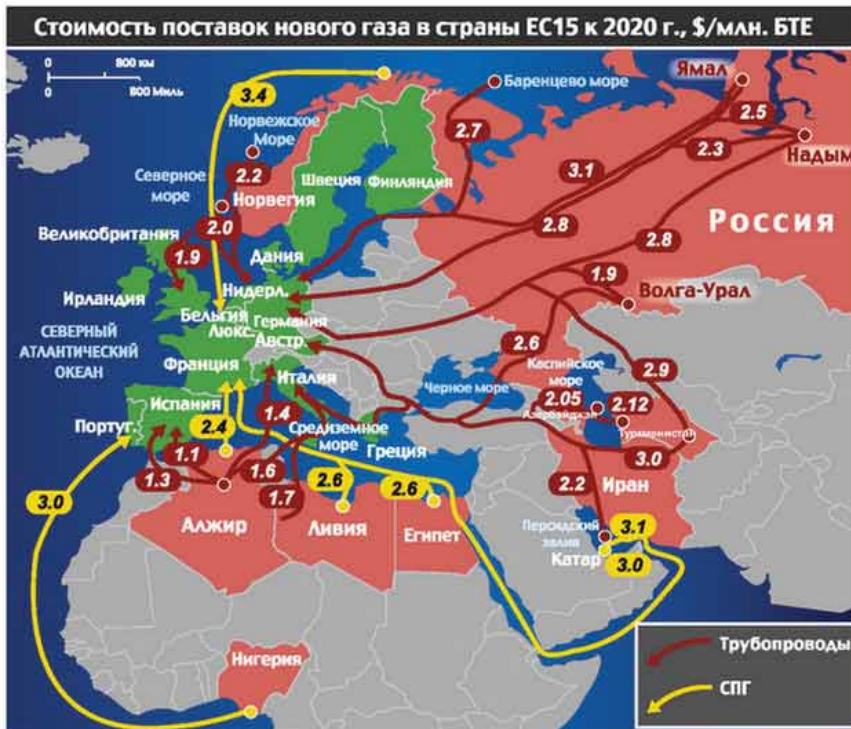 Стоимость поставок нового газа в страны ЕС15 к 2020 г., $/млн. БТЕ
0 800 км
0 800 Миль
Баренцево море
Ямал
3.4
2.5
Норвежское
Море
2.7
2.3
Надым
3.1
Северное
море
2.2
Норвегия
Швеция
Финляндия
Россия
2.0
2.8
2.8
Великобритания
1.9
Дания
1.9
Ирландия
Нидерл.
Волга-Урал
Бельгия
Люкс.
Германия
Австр.
СЕВЕРНЫЙ
АТЛАНТИЧЕСКИЙ
ОКЕАН
2.6
Франция
Каспийское
море
2.9
Италия
Черное море
2.05
2.12
Азербайджан
Испания
1.4
Туркменистан
Португ.
2.4
Средиземное
море
Греция
3.0
1.1
1.3
1.6
2.6
2.6
2.2
Иран
3.0
1.7
Алжир
Ливия
Египет
Персидский
залив
3.1
Катар
3.0
Нигерия
Трубопроводы
СПГ